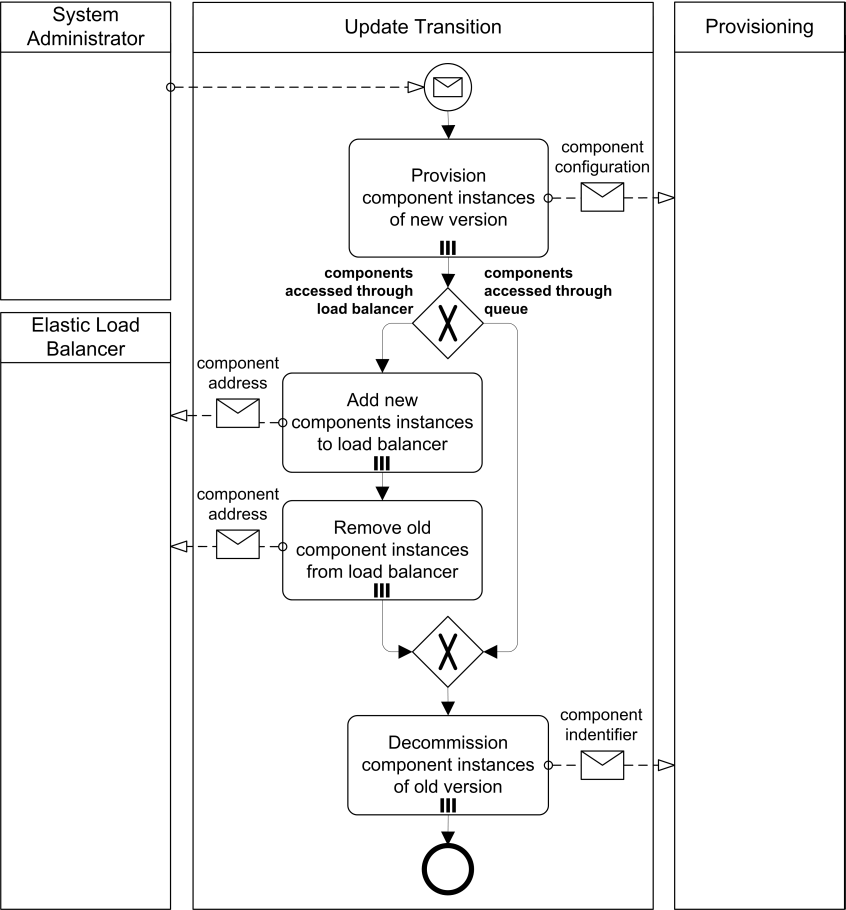 System
Administrator
Update Transition
Provisioning
component
configuration
Provision
component instances
of new version
components
accessed through
load balancer
components
accessed through
queue
Elastic Load
Balancer
component
address
Add new
components instances
to load balancer
component
address
Remove old
component instances
from load balancer
component
indentifier
Decommission
component instances
of old version